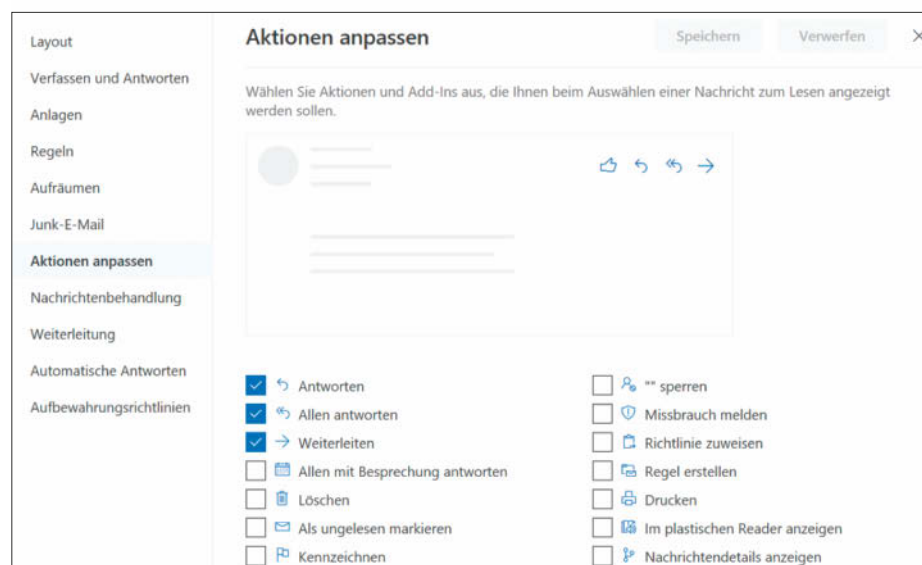 Layout
Verfassen und Antworten
Anlagen
Regeln
Aufräumen
Junk-E-Mail
Aktionen anpassen
Nachrichtenbehandlung
Weiterleitung
Automatische Antworten
Aufbewahrungsrichtlinien
Aktionen anpassen
Speichern
Verwerfen
Wählen Sie Aktionen und Add-Ins aus, die Ihnen beim Auswählen einer Nachricht zum Lesen angezeigt
werden sollen.
Antworten
Allen antworten
Weiterleiten
Allen mit Besprechung antworten
Löschen
Als ungelesen markieren
Kennzeichnen
"" sperren
Missbrauch melden
Richtlinie zuweisen
Regel erstellen
Drucken
Im plastischen Reader anzeigen
Nachrichtendetails anzeigen